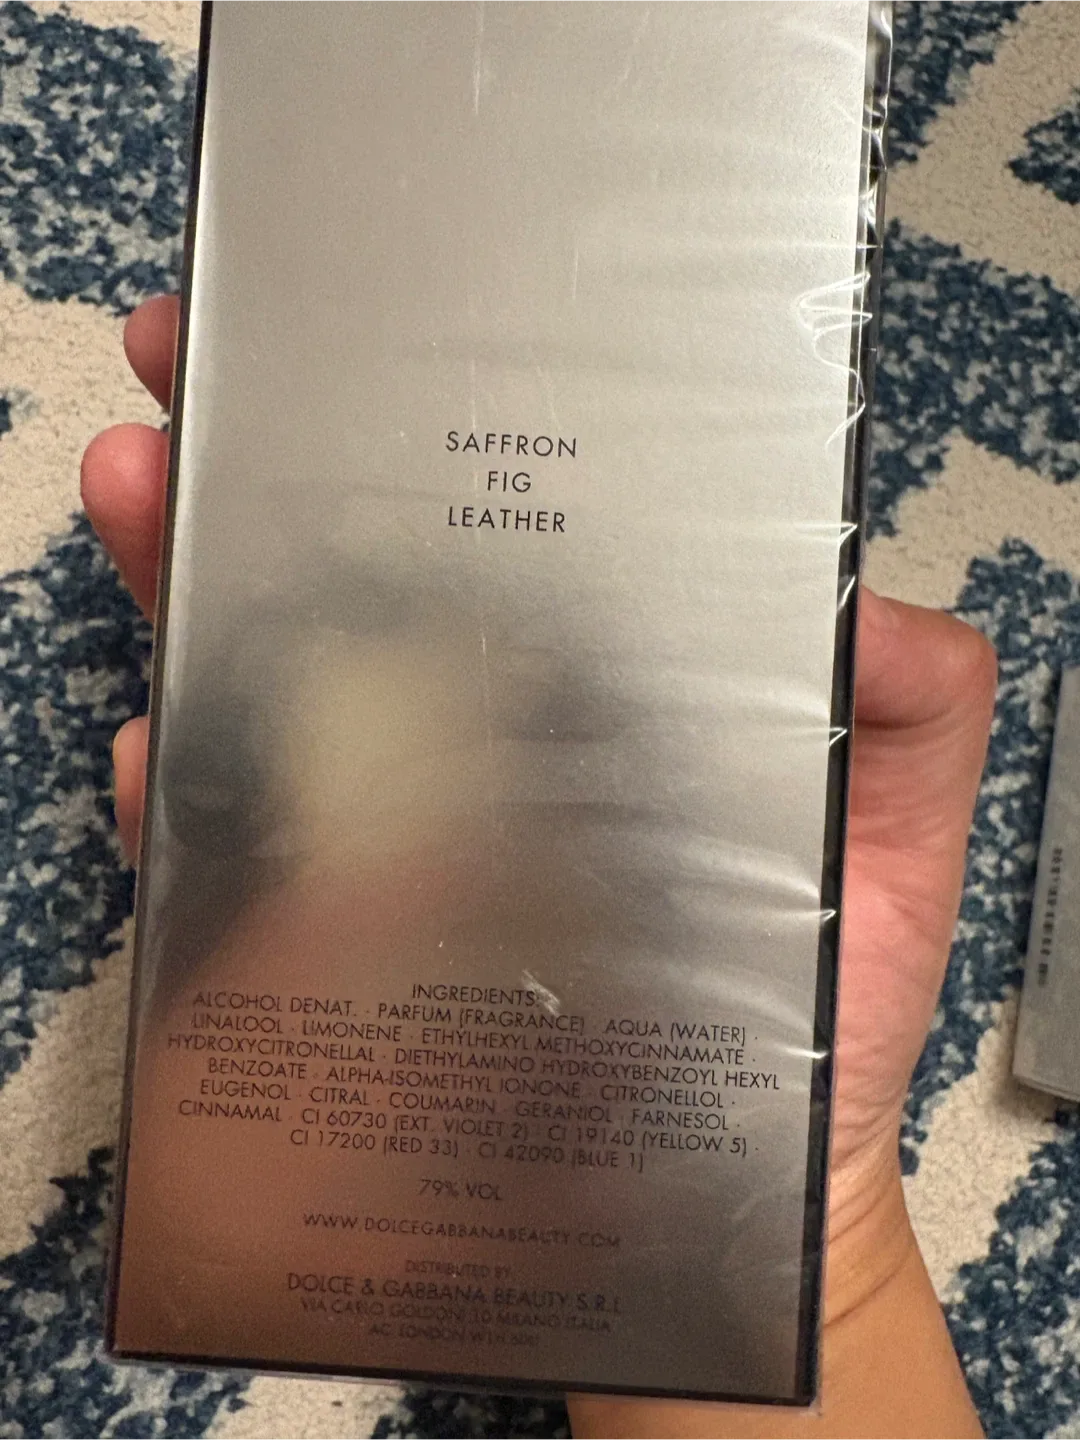 SAFFRON
FIG
LEATHER
INGREDIENTS:
ALCOHOL DENAT. · PARFUM (FRAGRANCE) · AQUA (WATER) ·
LINALOOL · LIMONENE · ETHYLHEXYL METHOXYCINNAMATE ·
HYDROXYCITRONELLAL · DIETHYLAMINO HYDROXYBENZOYL HEXYL
BENZOATE · ALPHA-ISOMETHYL IONONE · CITRONELLOL ·
EUGENOL · CITRAL · COUMARIN · GERANIOL · FARNESOL ·
CINNAMAL · CI 60730 (EXT. VIOLET 2) · CI 19140 (YELLOW 5) ·
CI 17200 (RED 33) · CI 42090 (BLUE 1)
79% VOL
WWW.DOLCEGABBANABEAUTY.COM
DISTRIBUTED BY:
DOLCE & GABBANA BEAUTY S.R.L.
VIA CARLO GOLDONI 10 MILANO ITALIA
LONDON